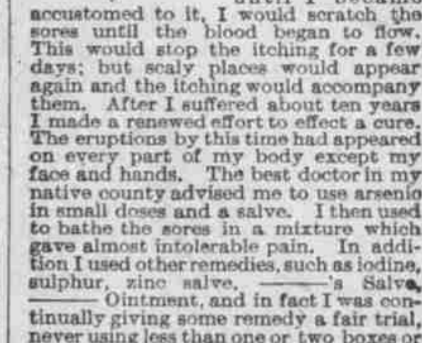 until I became
accustomed to it, I would scratch the
sores until the blood began to flow.
This would stop the itching for a few
days; but scaly places would appear
again and the itching would accompany
them. After I suffered about ten years
I made a renewed effort to effect a cure.
The eruptions by this time had appeared
on every part of my body except my
face and hands. The best doctor in my
native county advised me to use arsenic
in small doses and a salve. I then used
to bathe the sores in a mixture which
gave almost intolerable pain. In addi-
tion I used other remedies, such as iodine,
sulphur, zinc salve, ———'s Salve,
——— Ointment, and in fact I was con-
tinually giving some remedy a fair trial,
never using less than one or two boxes or